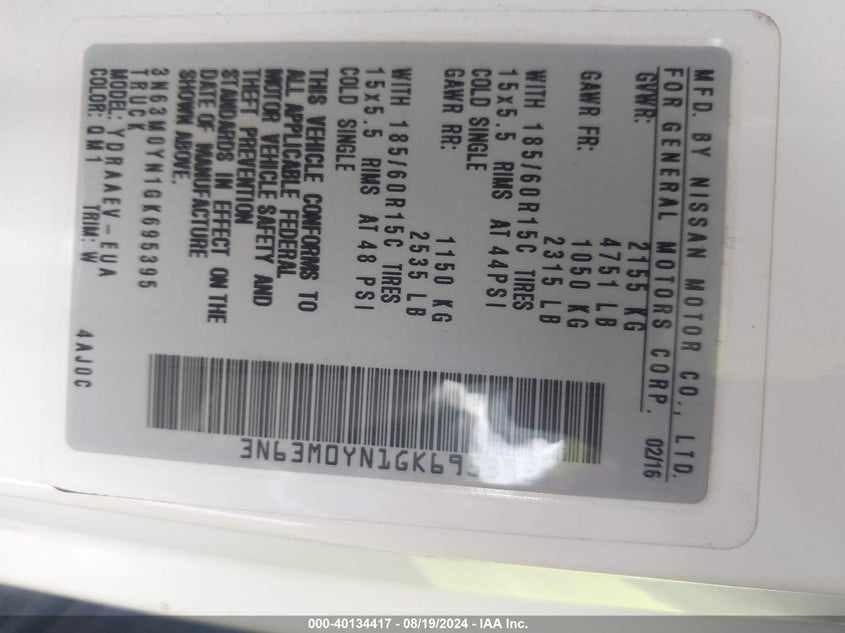 MFD. BY NISSAN MOTOR CO., LTD.
FOR GENERAL MOTORS CORP. 02/16
GVWR: 2155 KG
4751 LB
GAWR FR: 1050 KG
2315 LB
WITH 185/60R15C TIRES
15x5.5 RIMS AT 44PSI
COLD SINGLE
GAWR RR: 1150 KG
2535 LB
WITH 185/60R15C TIRES
15x5.5 RIMS AT 48 PSI
COLD SINGLE
THIS VEHICLE CONFORMS TO
ALL APPLICABLE FEDERAL
MOTOR VEHICLE SAFETY AND
THEFT PREVENTION
STANDARDS IN EFFECT ON THE
DATE OF MANUFACTURE
SHOWN ABOVE.
3N63M0YN1GK695395
TRUCK
MODEL: YDRAAEV-EUA
COLOR: QM1 TRIM: W 4AJ0C
000-40134417 - 08/19/2024 - IAA Inc.